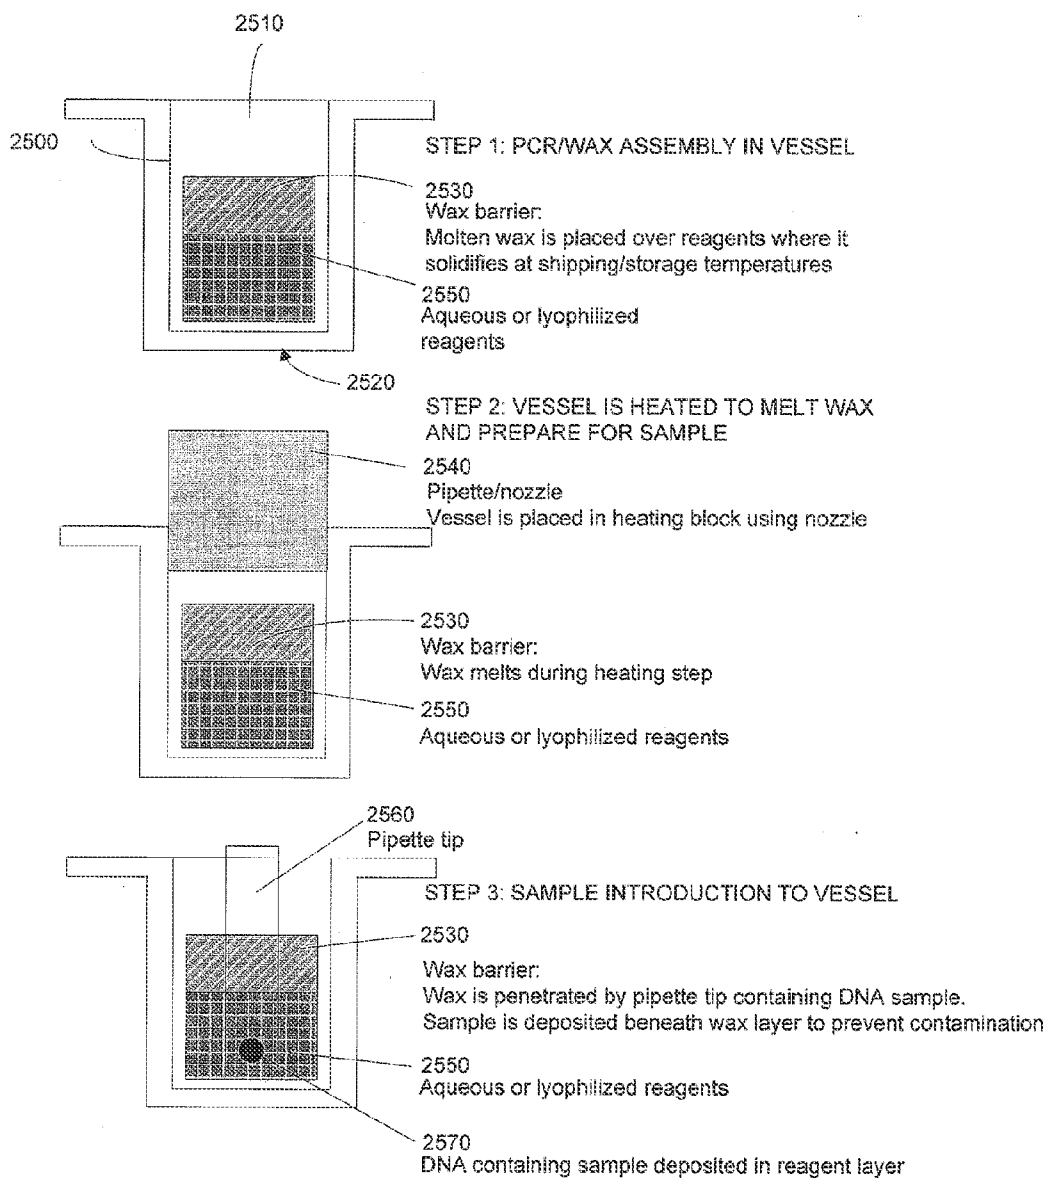 2510
2500
STEP 1: PCR/WAX ASSEMBLY IN VESSEL
2530
Wax barrier:
Molten wax is placed over reagents where it
solidifies at shipping/storage temperatures
2550
Aqueous or lyophilized
reagents
2520
STEP 2: VESSEL IS HEATED TO MELT WAX
AND PREPARE FOR SAMPLE
2540
Pipette/nozzle
Vessel is placed in heating block using nozzle
2530
Wax barrier:
Wax melts during heating step
2550
Aqueous or lyophilized reagents
2560
Pipette tip
STEP 3: SAMPLE INTRODUCTION TO VESSEL
2530
Wax barrier:
Wax is penetrated by pipette tip containing DNA sample.
Sample is deposited beneath wax layer to prevent contamination
2550
Aqueous or lyophilized reagents
2570
DNA containing sample deposited in reagent layer